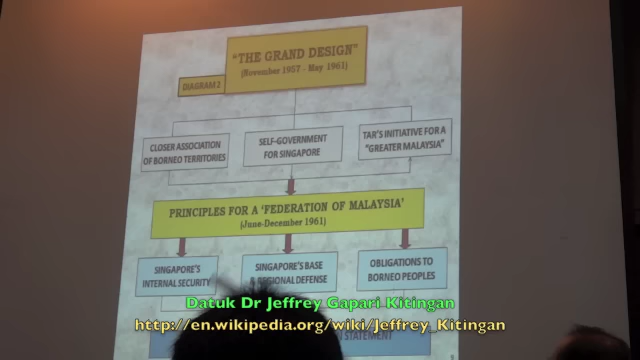 "THE GRAND DESIGN"
(November 1957 - May 1961)
DIAGRAM 2
CLOSER ASSOCIATION
OF BORNEO TERRITORIES
SELF-GOVERNMENT
FOR SINGAPORE
TAR'S INITIATIVE FOR A
"GREATER MALAYSIA"
PRINCIPLES FOR A 'FEDERATION OF MALAYSIA'
(June-December 1961)
SINGAPORE'S
INTERNAL SECURITY
SINGAPORE'S BASE
REGIONAL DEFENSE
OBLIGATIONS TO
BORNEO PEOPLES
STATEMENT
Datuk Dr Jeffrey Gapari Kitingan
http://en.wikipedia.org/wiki/Jeffrey_Kitingan